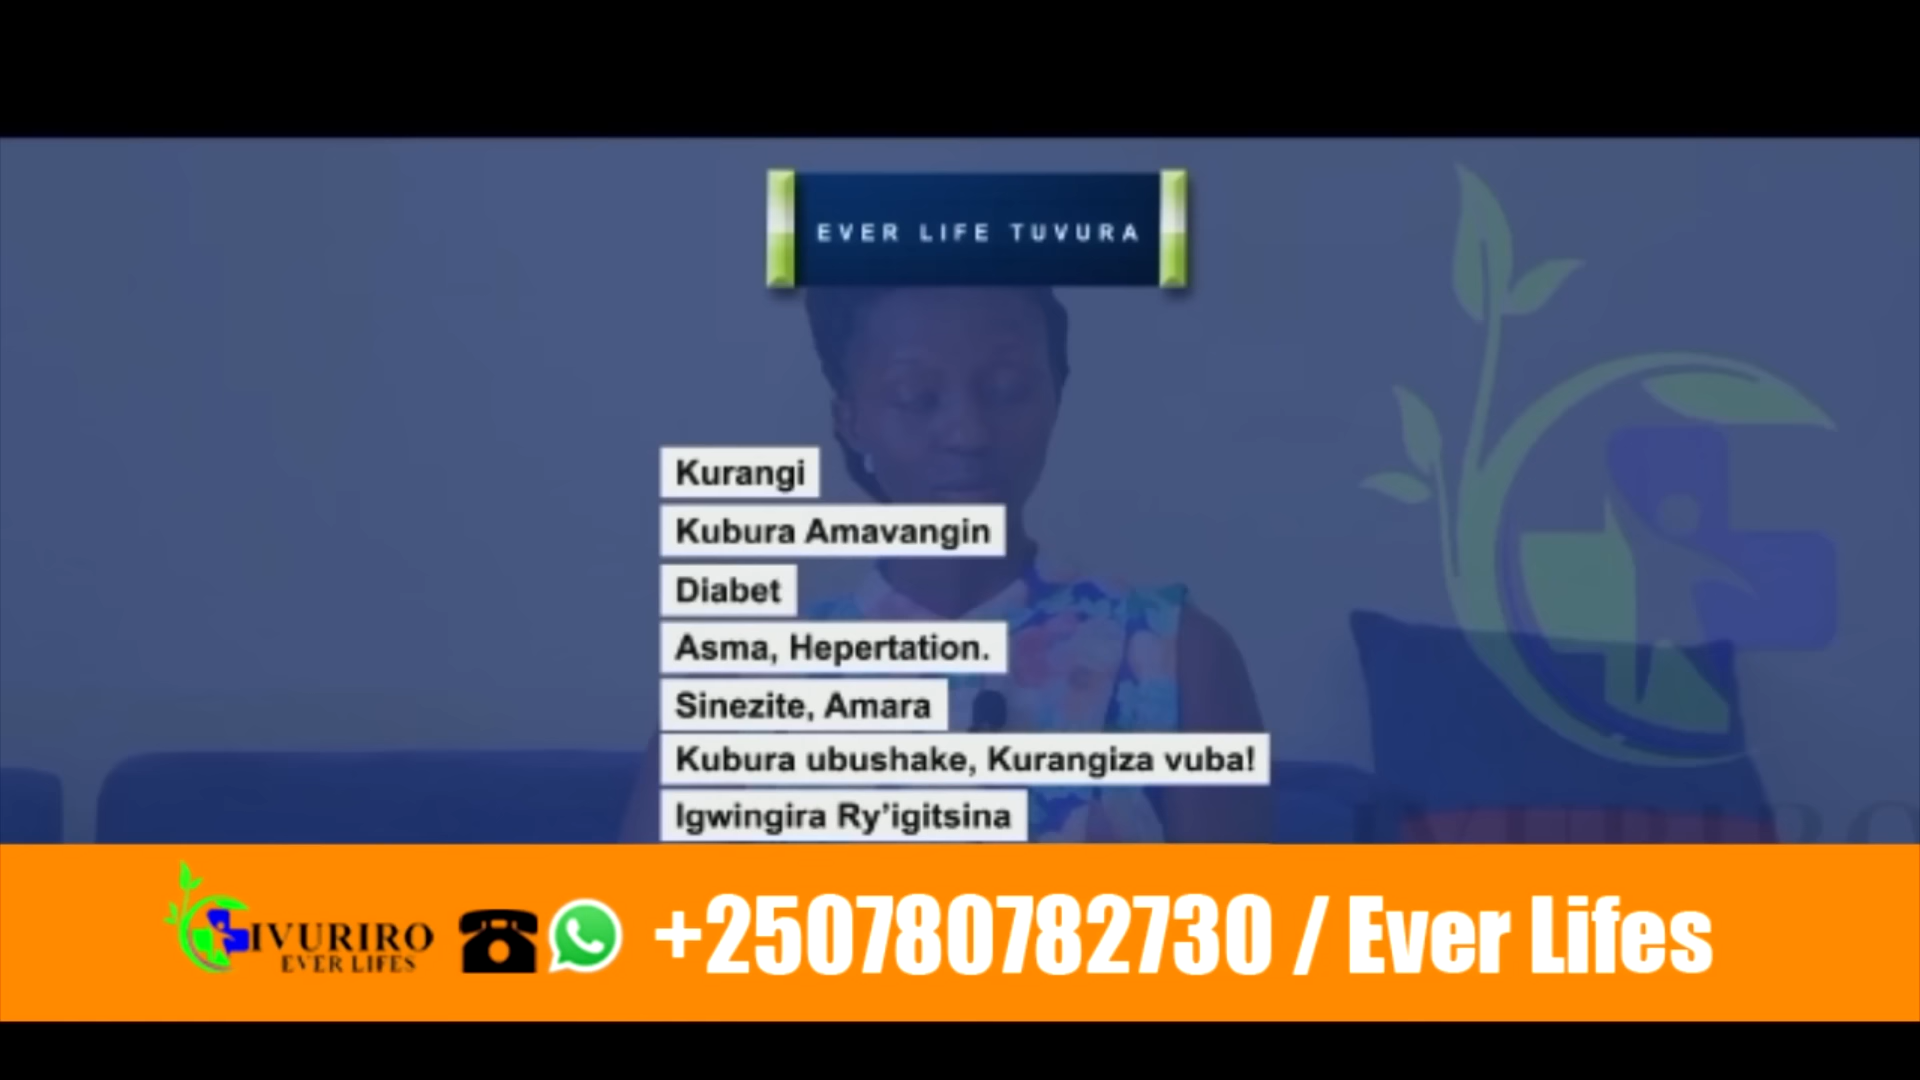 EVER LIFE TUVURA
Kurangi
Kubura Amavangin
Diabet
Asma, Hepertation.
Sinezite, Amara
Kubura ubushake, Kurangiza vuba!
Igwingira Ry'igitsina
IVURIRO
IVURIRO
EVER LIFES
+250780782730 / Ever Lifes